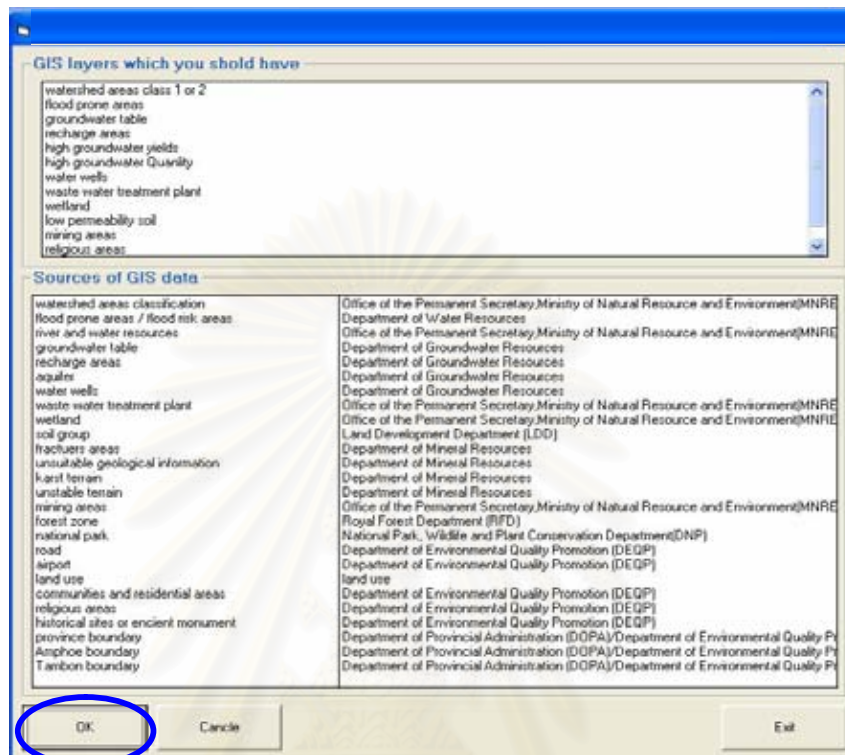 GIS layers which you shold have
watershed areas class 1 or 2
flood prone areas
groundwater table
recharge areas
high groundwater yields
high groundwater Quanlity
water wells
waste water treatment plant
wetland
low permeability soil
mining areas
religious areas
Sources of GIS data
watershed areas classification Office of the Permanent Secretary,Ministry of Natural Resource and Environment(MNRE
flood prone areas / flood risk areas Department of Water Resources
river and water resources Office of the Permanent Secretary,Ministry of Natural Resource and Environment(MNRE
groundwater table Department of Groundwater Resources
recharge areas Department of Groundwater Resources
aquifer Department of Groundwater Resources
water wells Department of Groundwater Resources
waste water treatment plant Office of the Permanent Secretary,Ministry of Natural Resource and Environment(MNRE
wetland Office of the Permanent Secretary,Ministry of Natural Resource and Environment(MNRE
soil group Land Development Department (LDD)
fractuers areas Department of Mineral Resources
unsuitable geological information Department of Mineral Resources
karst terrain Department of Mineral Resources
unstable terrain Department of Mineral Resources
mining areas Office of the Permanent Secretary,Ministry of Natural Resource and Environment(MNRE
forest zone Royal Forest Department (RFD)
national park National Park, Wildlife and Plant Conservation Department(DNP)
road Department of Environmental Quality Promotion (DEQP)
airport Department of Environmental Quality Promotion (DEQP)
land use land use
communities and residential areas Department of Environmental Quality Promotion (DEQP)
religious areas Department of Environmental Quality Promotion (DEQP)
historical sites or encient monument Department of Environmental Quality Promotion (DEQP)
province boundary Department of Provincial Administration (DOPA)/Department of Environmental Quality Pr
Amphoe boundary Department of Provincial Administration (DOPA)/Department of Environmental Quality Pr
Tambon boundary Department of Provincial Administration (DOPA)/Department of Environmental Quality Pr
OK Cancle Exit